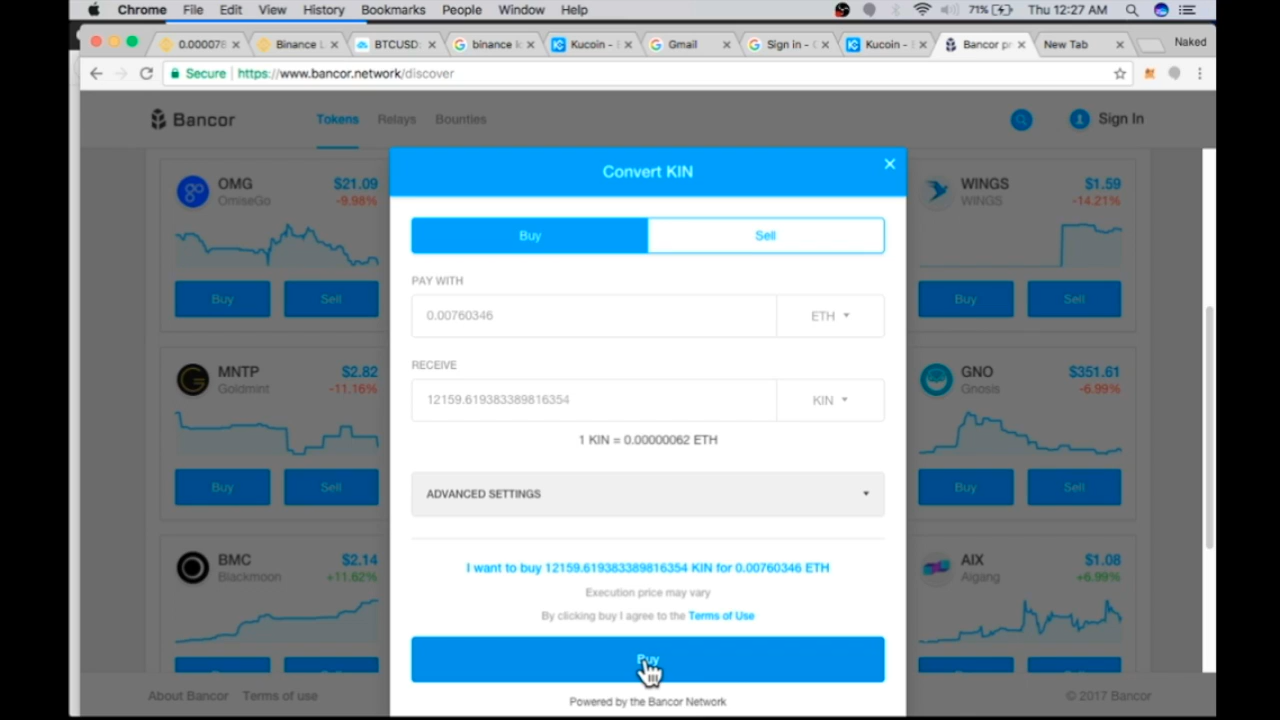 Chrome File Edit View History Bookmarks People Window Help 71% Thu 12:27 AM
0.000078 Binance L BTCUSD: binance lo Kucoin - Gmail Sign in - Kucoin - Bancor pr New Tab Naked
Secure https://www.bancor.network/discover
Bancor Tokens Relays Bounties Sign In
Convert KIN
OMG $21.09
OmiseGo -9.98%
Buy Sell
MNTP $2.82
Goldmint -11.16%
Buy Sell
BMC $2.14
Blackmoon +11.62%
Buy Sell
PAY WITH
0.00760346 ETH
RECEIVE
12159.619383389816354 KIN
1 KIN = 0.00000062 ETH
ADVANCED SETTINGS
I want to buy 12159.619383389816354 KIN for 0.00760346 ETH
Execution price may vary
By clicking buy I agree to the Terms of Use
Buy
Powered by the Bancor Network
WINGS $1.59
WINGS -14.21%
Buy Sell
GNO $351.61
Gnosis -6.99%
Buy Sell
AIX $1.08
Aigang +6.99%
About Bancor Terms of use © 2017 Bancor